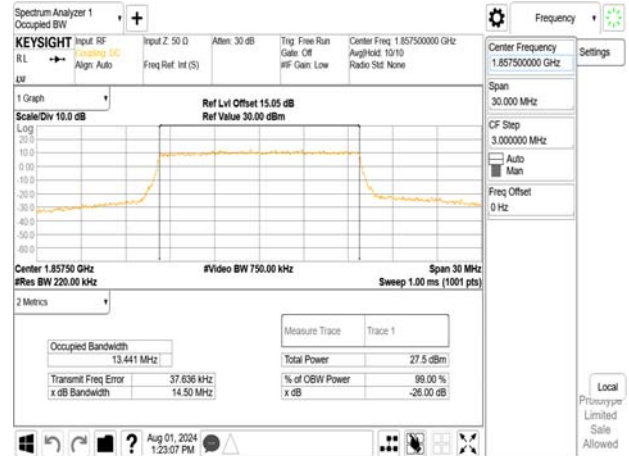 Spectrum Analyzer 1
Occupied BW
+
Frequency
KEYSIGHT
RL
LXI
Input: RF
Coupling: DC
Align: Auto
Input Z: 50 Ω
Freq Ref: Int (S)
Atten: 30 dB
Trig: Free Run
Gate: Off
#IF Gain: Low
Center Freq: 1.857500000 GHz
Avg|Hold: 10/10
Radio Std: None
Center Frequency
1.857500000 GHz
Settings
Span
30.000 MHz
CF Step
3.000000 MHz
Auto
Man
Freq Offset
0 Hz
1 Graph
Scale/Div 10.0 dB
Ref Lvl Offset 15.05 dB
Ref Value 30.00 dBm
Log
20.0
10.0
0.00
-10.0
-20.0
-30.0
-40.0
-50.0
-60.0
Center 1.85750 GHz
#Video BW 750.00 kHz
Span 30 MHz
#Res BW 220.00 kHz
Sweep 1.00 ms (1001 pts)
2 Metrics
Measure Trace
Trace 1
Occupied Bandwidth
13.441 MHz
Total Power
27.5 dBm
Transmit Freq Error
37.636 kHz
% of OBW Power
99.00 %
x dB Bandwidth
14.50 MHz
x dB
-26.00 dB
Local
Prototype
Limited
Sale
Allowed
?
Aug 01, 2024
1:23:07 PM